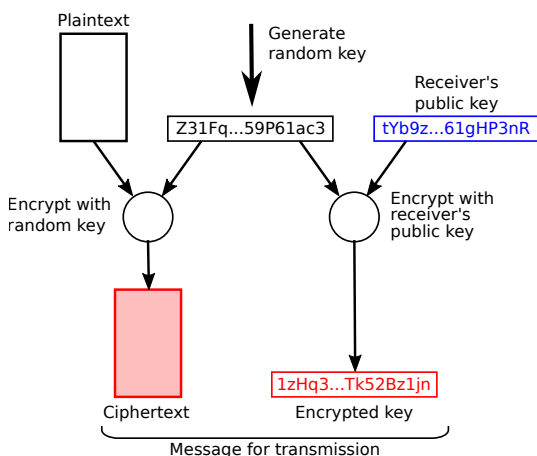 Plaintext
Generate
random key
Receiver's
public key
Z31Fq...59P61ac3
tYb9z...61gHP3nR
Encrypt with
random key
Encrypt with
receiver's
public key
1zHq3...Tk52Bz1jn
Ciphertext
Encrypted key
Message for transmission